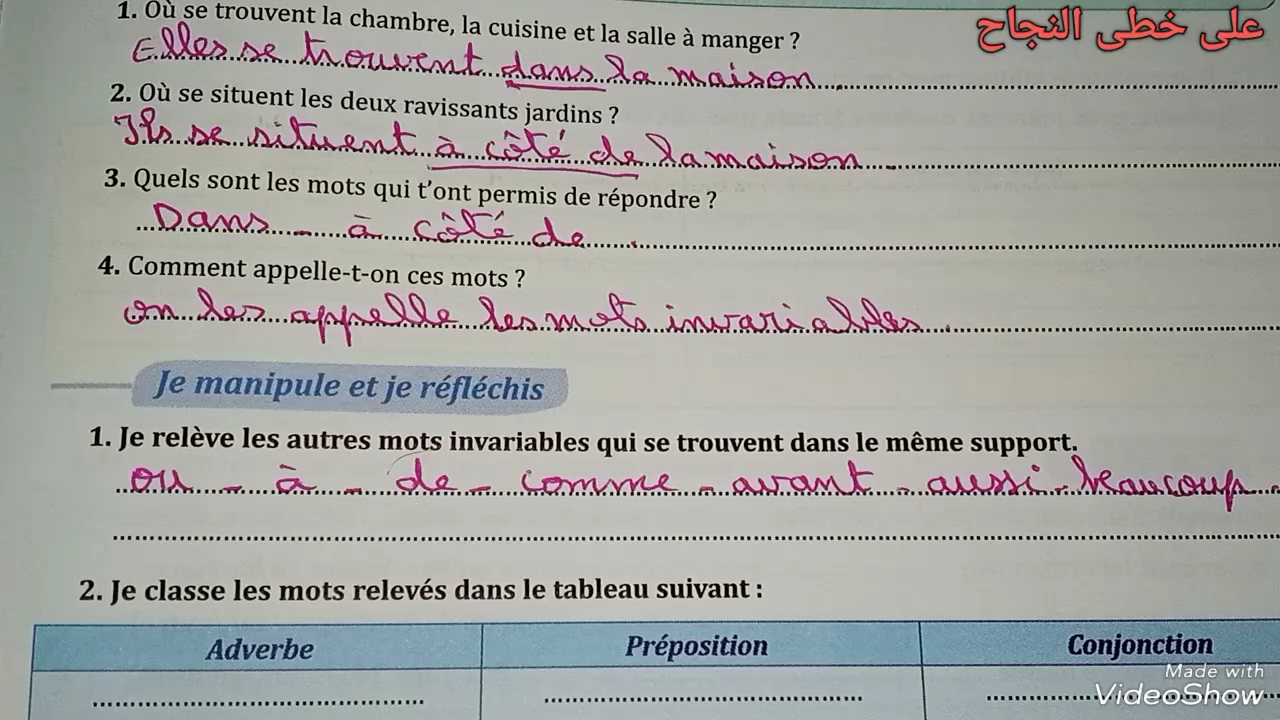 1. Où se trouvent la chambre, la cuisine et la salle à manger ?
على خطى النجاح
Elles se trouvent dans la maison
2. Où se situent les deux ravissants jardins ?
Ils se situent à côté de la maison
3. Quels sont les mots qui t'ont permis de répondre ?
Dans - à côté de
4. Comment appelle-t-on ces mots ?
on les appelle les mots invariables
Je manipule et je réfléchis
1. Je relève les autres mots invariables qui se trouvent dans le même support.
ou - à - de - comme - avant - aussi - beaucoup
2. Je classe les mots relevés dans le tableau suivant :
Adverbe Préposition Conjonction
Made with
VideoShow